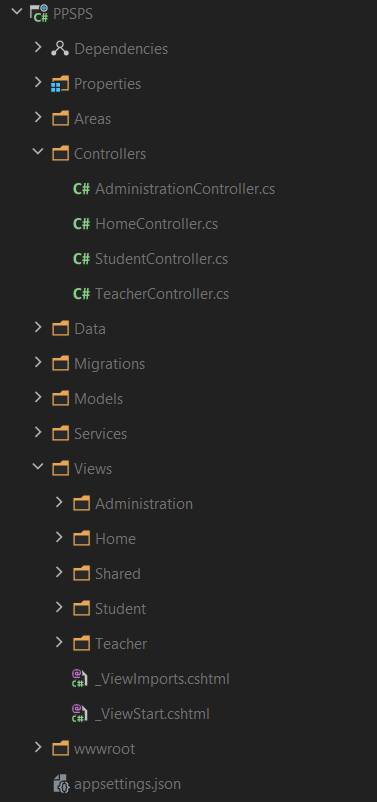 PPSPS
Dependencies
Properties
Areas
Controllers
C# AdministrationController.cs
C# HomeController.cs
C# StudentController.cs
C# TeacherController.cs
Data
Migrations
Models
Services
Views
Administration
Home
Shared
Student
Teacher
_ViewImports.cshtml
_ViewStart.cshtml
wwwroot
appsettings.json